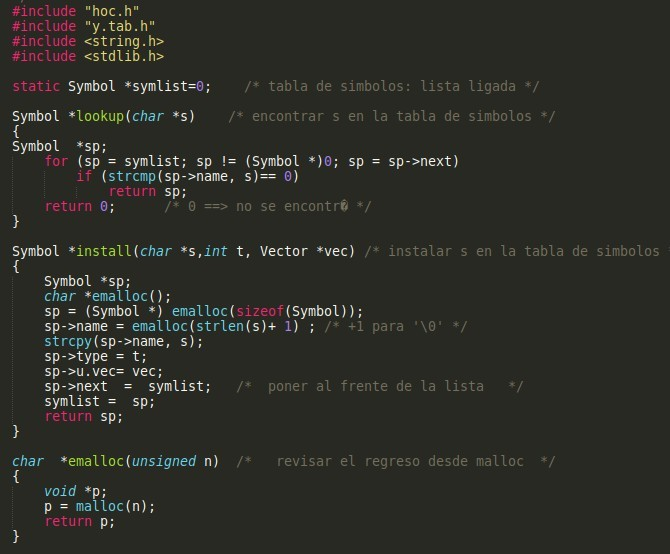 #include "hoc.h"
#include "y.tab.h"
#include <string.h>
#include <stdlib.h>
static Symbol *symlist=0;    /* tabla de simbolos: lista ligada */
Symbol *lookup(char *s)    /* encontrar s en la tabla de simbolos */
{
Symbol  *sp;
    for (sp = symlist; sp != (Symbol *)0; sp = sp->next)
        if (strcmp(sp->name, s)== 0)
            return sp;
    return 0;      /* 0 ==> no se encontr� */
}
Symbol *install(char *s,int t, Vector *vec) /* instalar s en la tabla de simbolos
{
    Symbol *sp;
    char *emalloc();
    sp = (Symbol *) emalloc(sizeof(Symbol));
    sp->name = emalloc(strlen(s)+ 1) ; /* +1 para '\0' */
    strcpy(sp->name, s);
    sp->type = t;
    sp->u.vec= vec;
    sp->next  =  symlist;   /*  poner al frente de la lista   */
    symlist =  sp;
    return sp;
}
char  *emalloc(unsigned n)  /*   revisar el regreso desde malloc  */
{
    void *p;
    p = malloc(n);
    return p;
}